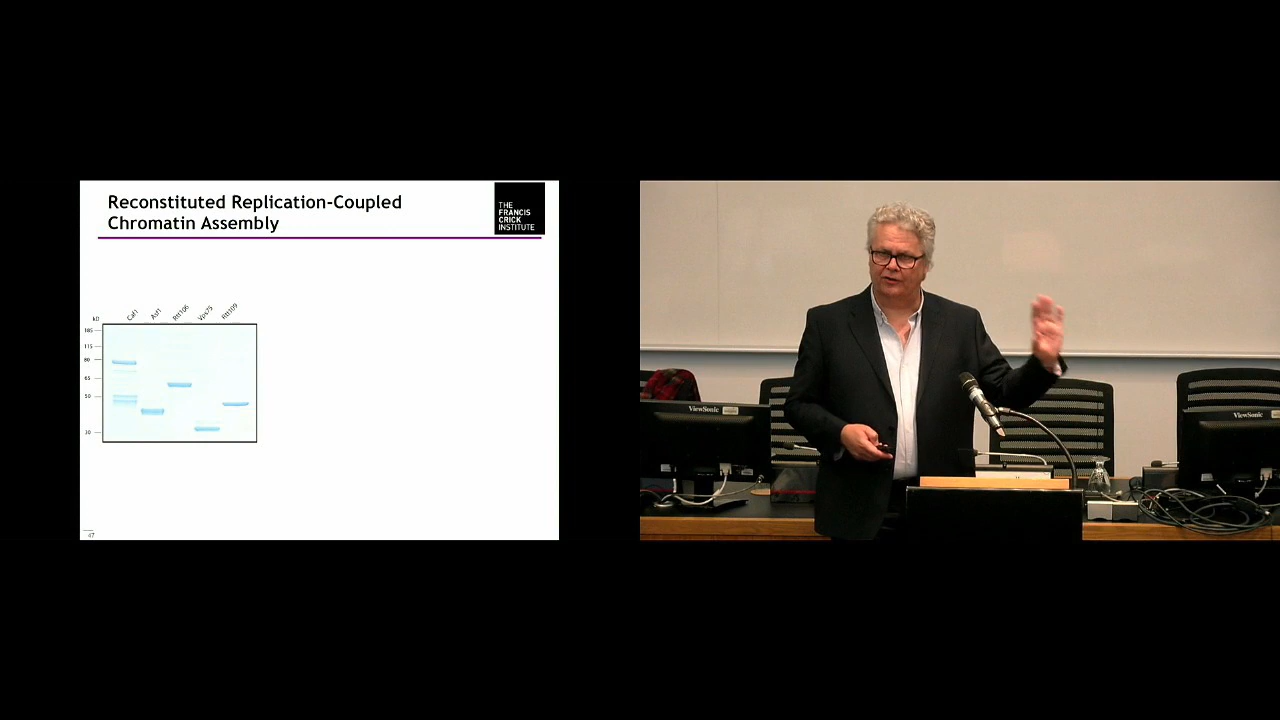 Reconstituted Replication-Coupled
Chromatin Assembly
THE
FRANCIS
CRICK
INSTITUTE
kD
Caf1
Asf1
Rtt106
Vps75
Rtt109
185
115
80
65
50
30
47
ViewSonic
ViewSonic